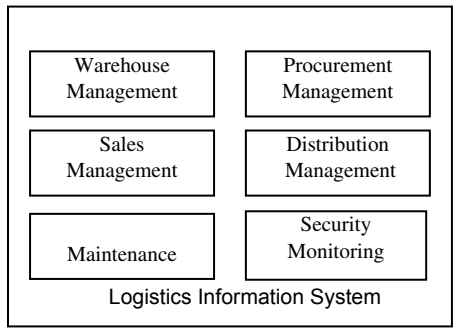 Warehouse
Management
Procurement
Management
Sales
Management
Distribution
Management
Maintenance
Security
Monitoring
Logistics Information System